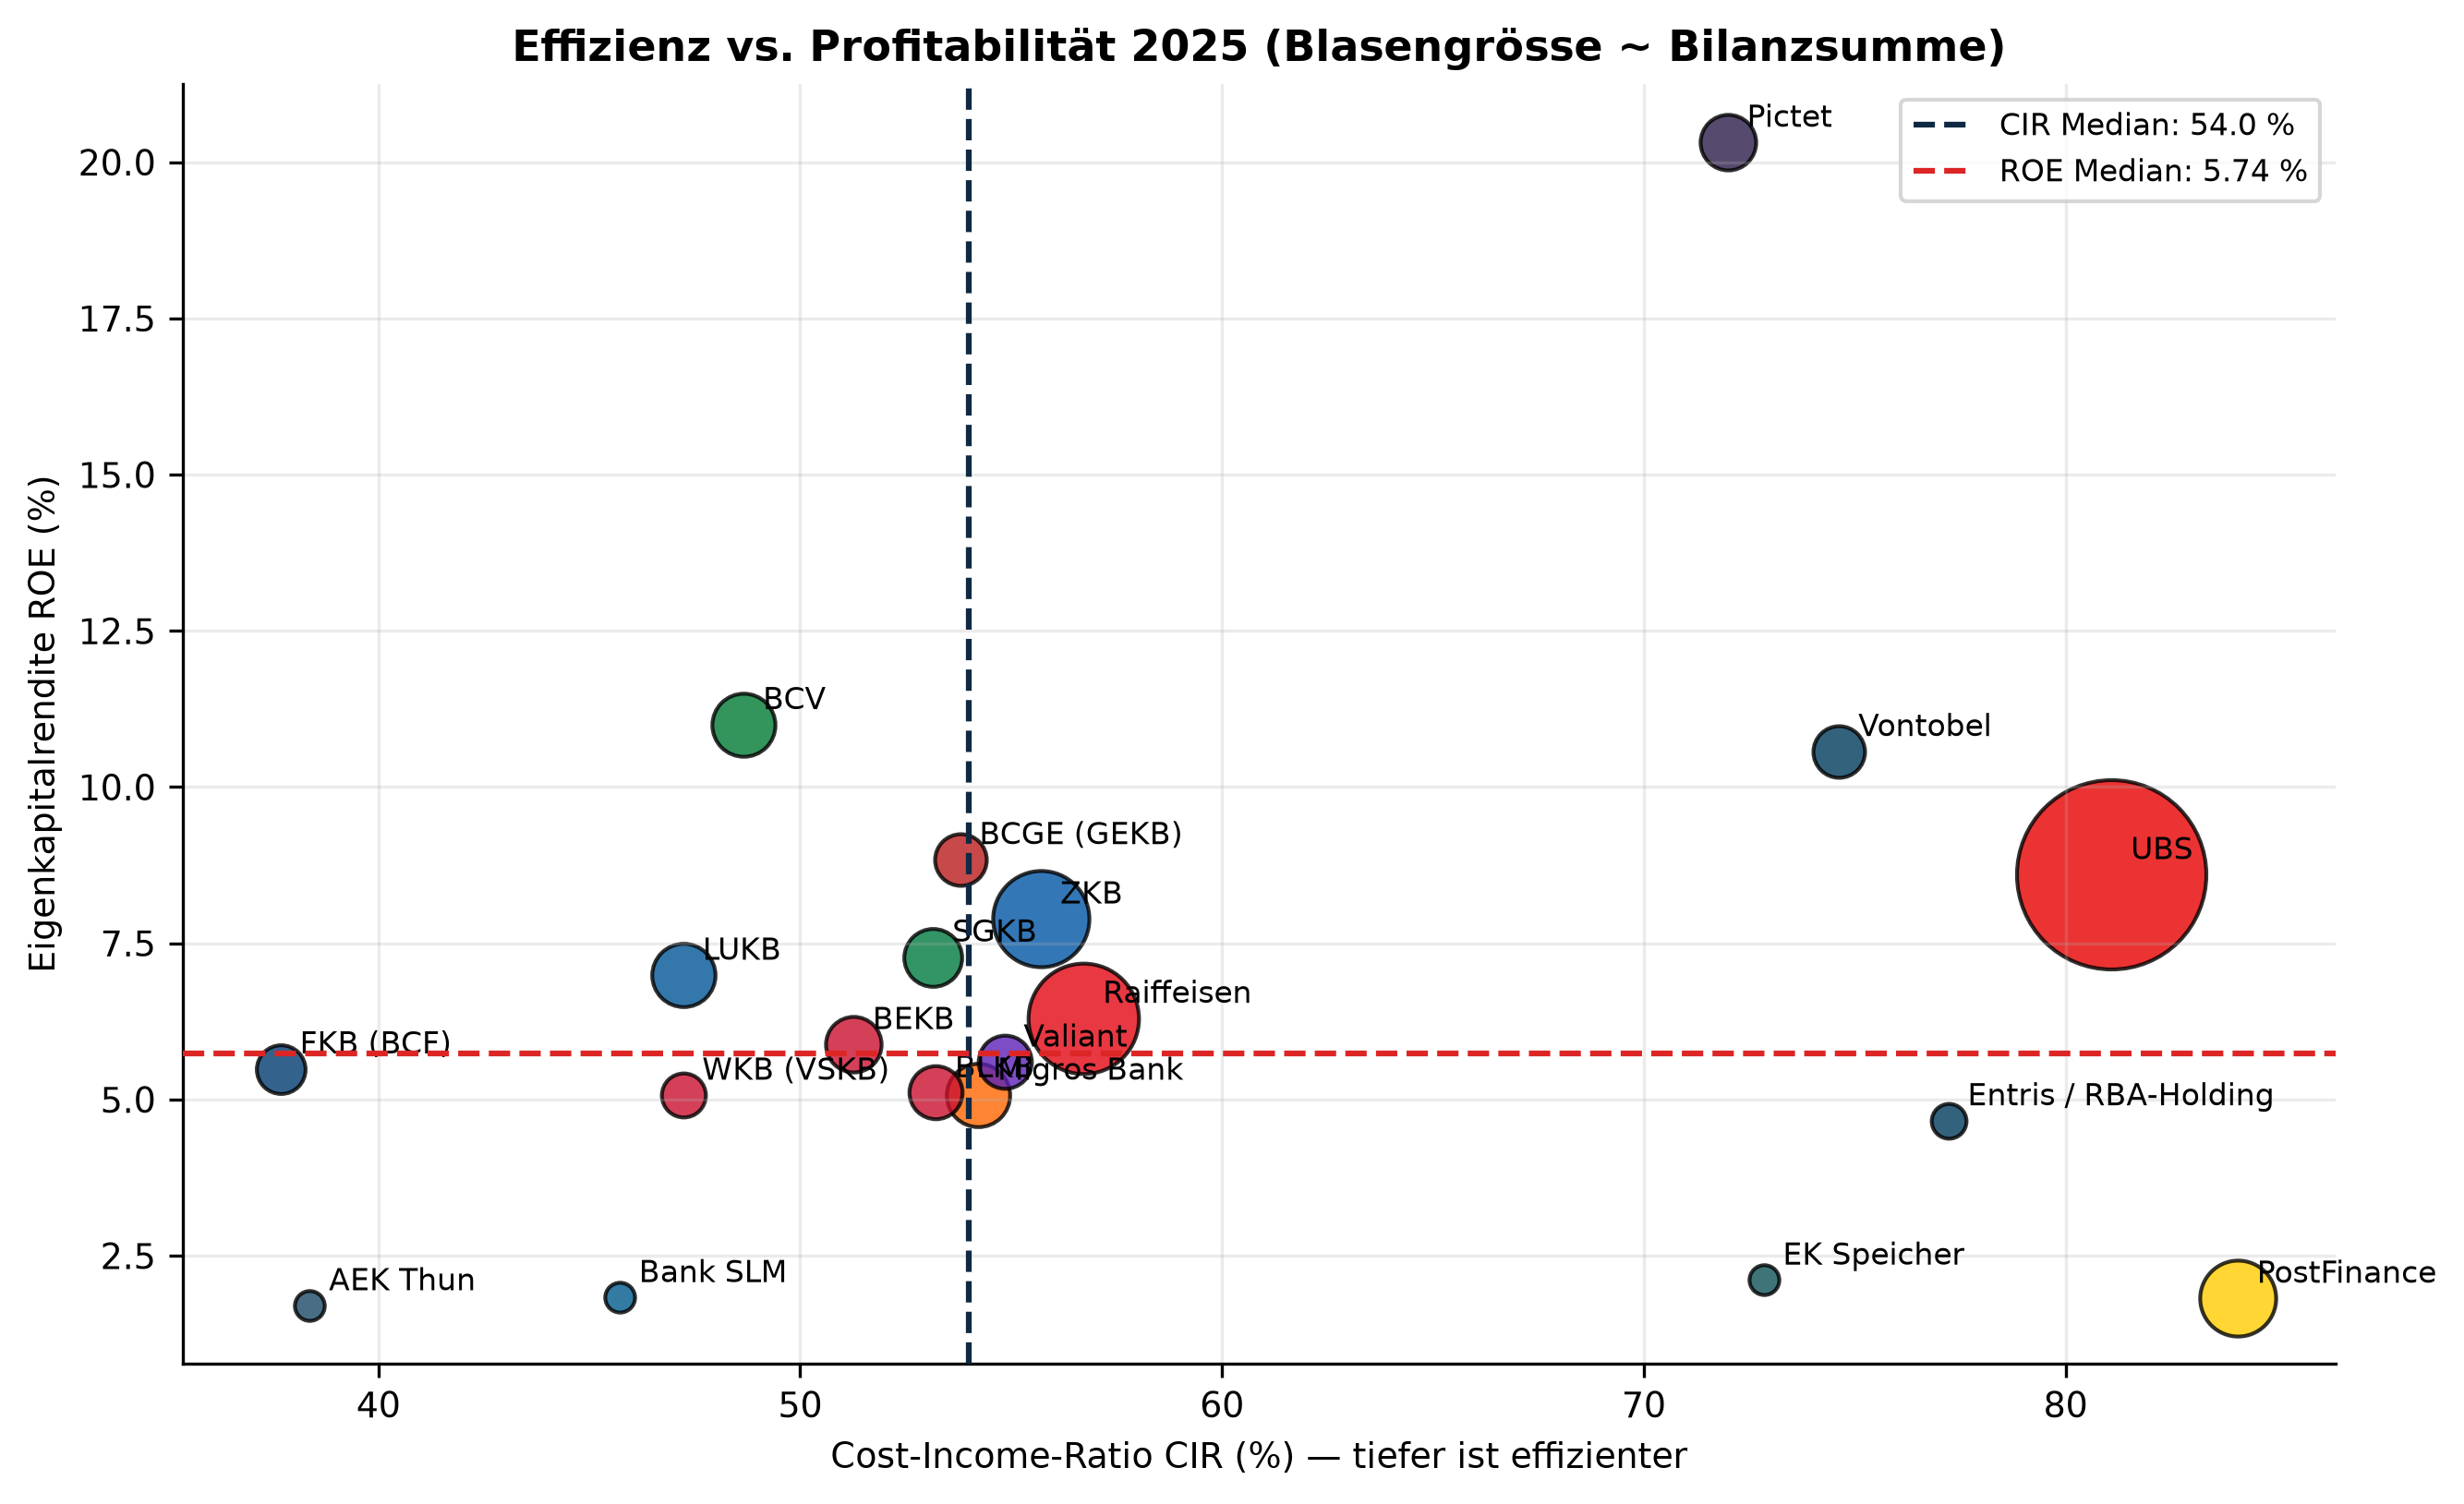 Effizienz vs. Profitabilität 2025 (Blasengrösse ~ Bilanzsumme)
CIR Median: 54.0 %
ROE Median: 5.74 %
Eigenkapitalrendite ROE (%)
20.0
17.5
15.0
12.5
10.0
7.5
5.0
2.5
Pictet
BCV
Vontobel
BCGE (GEKB)
UBS
ZKB
SGKB
LUKB
Raiffeisen
BEKB
Valiant
FKB (BCF)
WKB (VSKB)
BLKB
Migros Bank
Entris / RBA-Holding
EK Speicher
PostFinance
Bank SLM
AEK Thun
40
50
60
70
80
Cost-Income-Ratio CIR (%) — tiefer ist effizienter